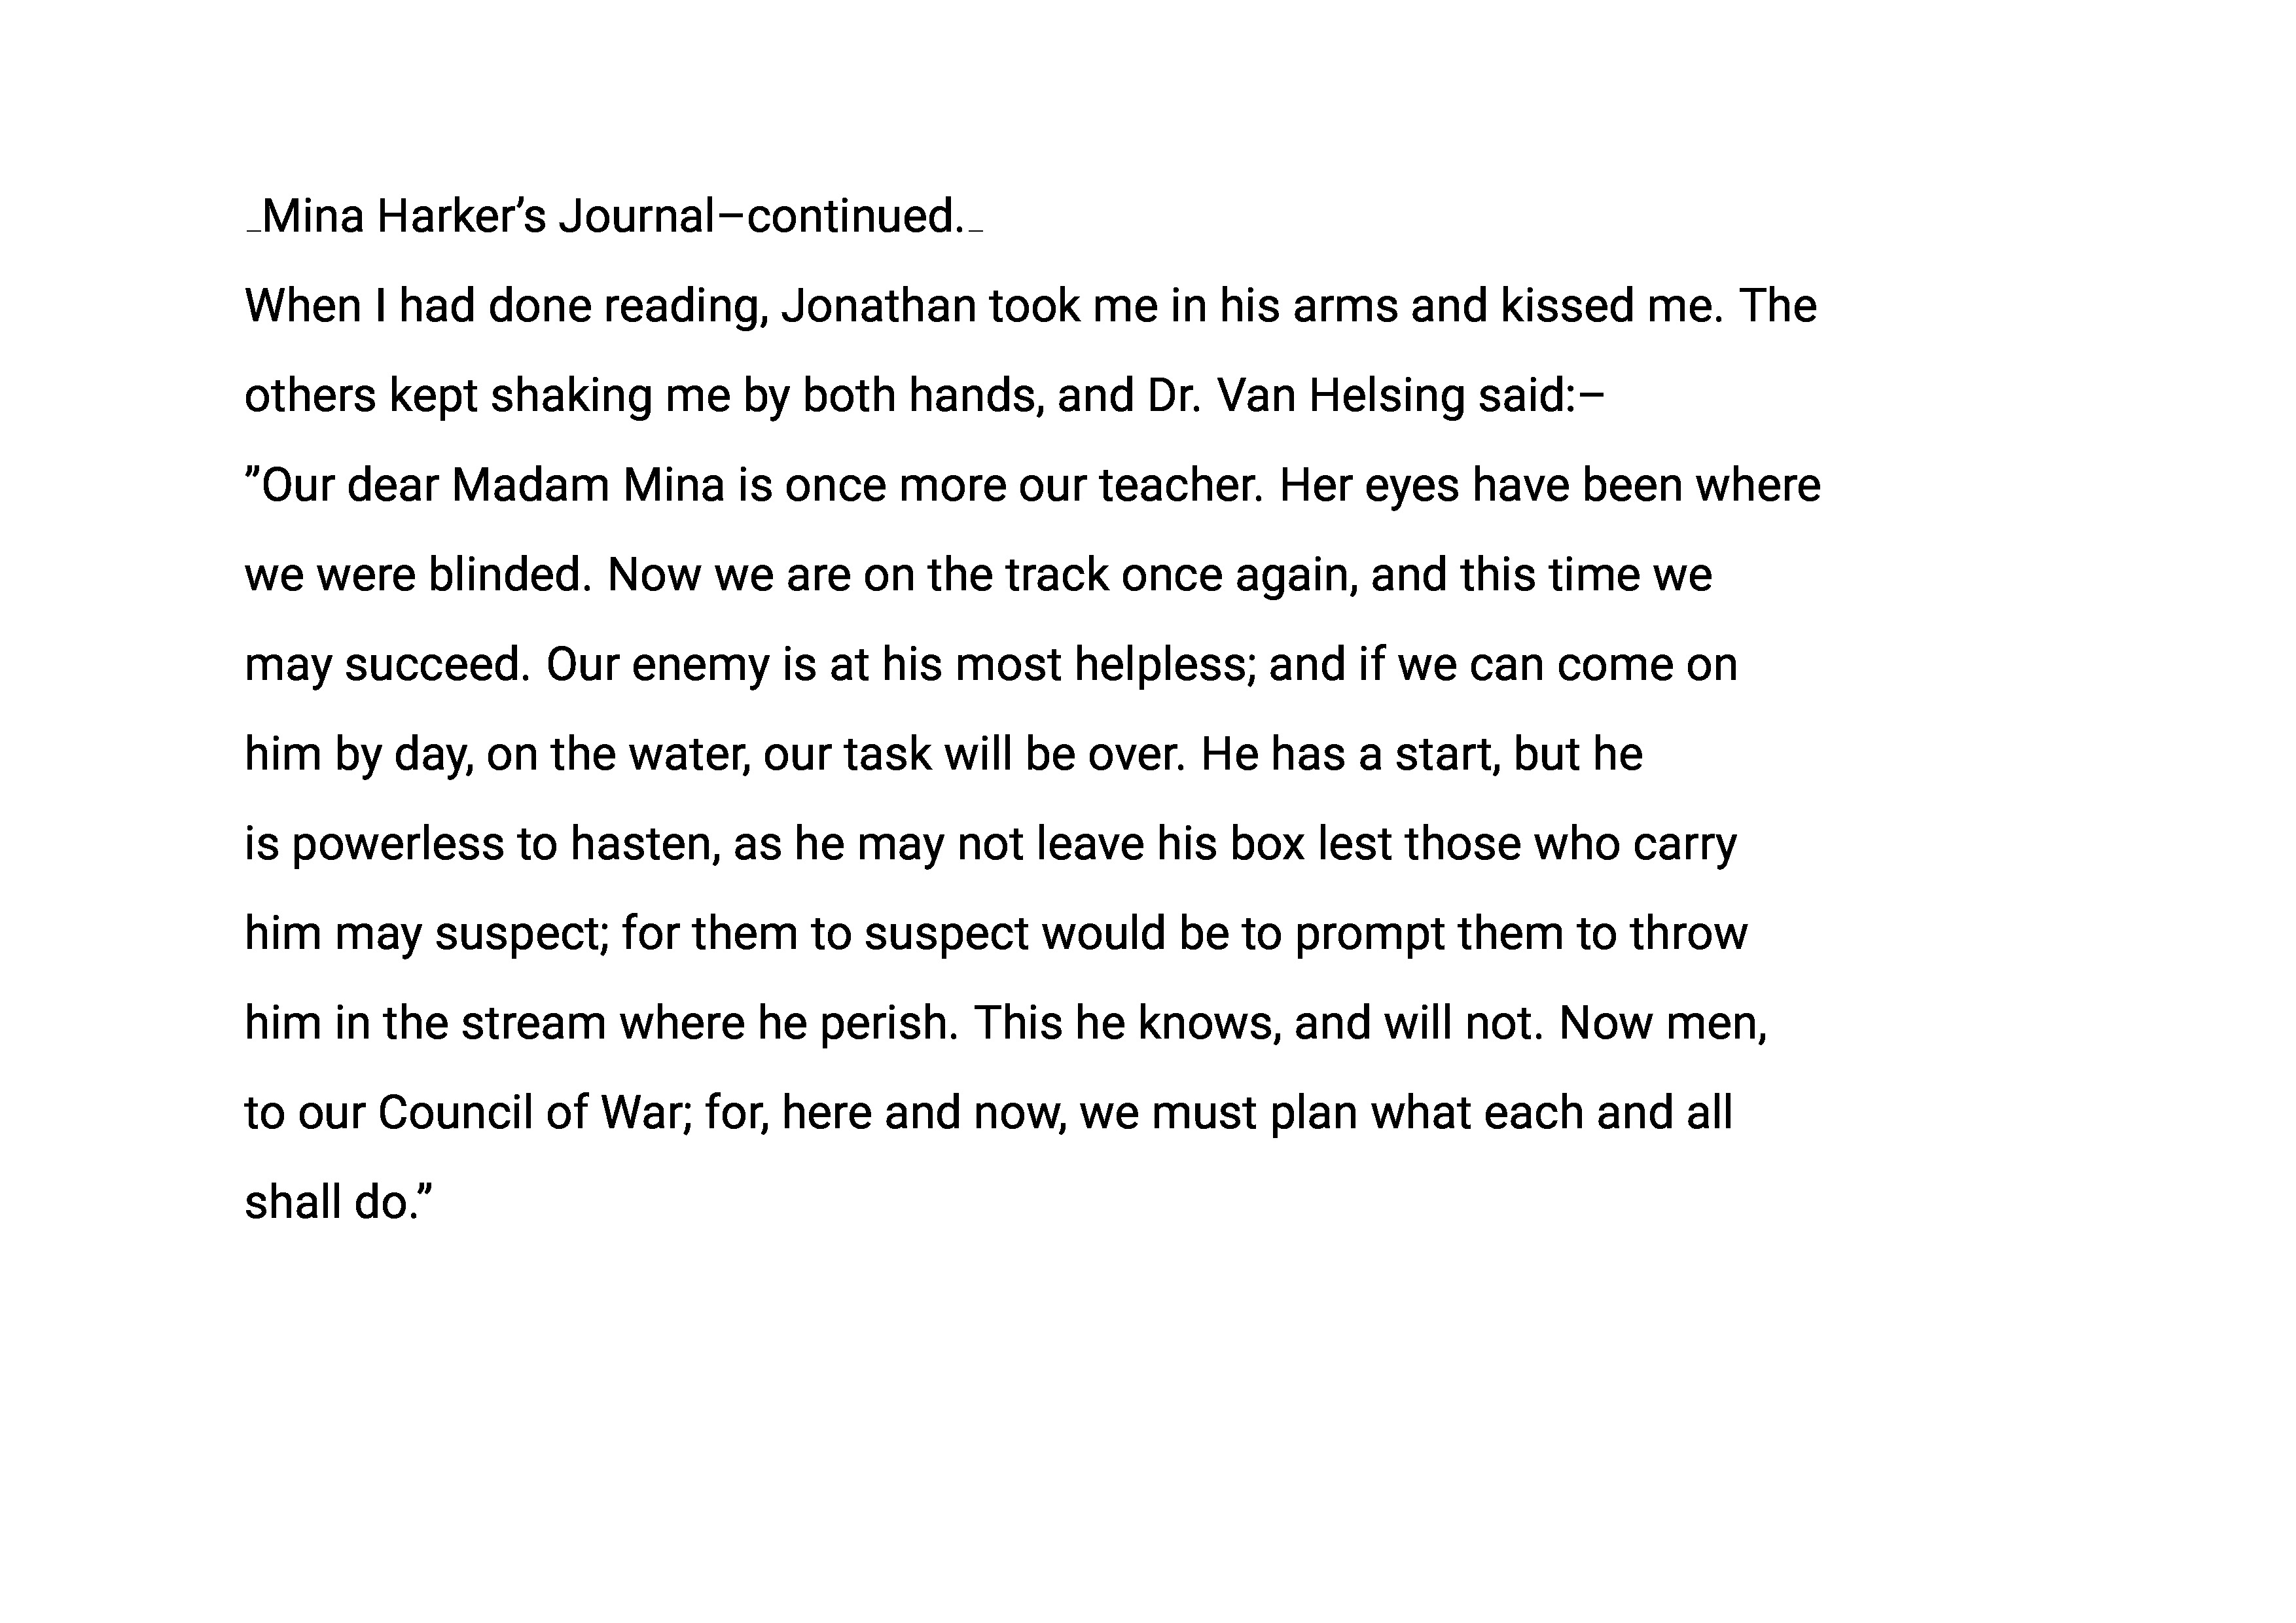 _Mina Harker’s Journal–continued._
When I had done reading, Jonathan took me in his arms and kissed me. The
others kept shaking me by both hands, and Dr. Van Helsing said:–
”Our dear Madam Mina is once more our teacher. Her eyes have been where
we were blinded. Now we are on the track once again, and this time we
may succeed. Our enemy is at his most helpless; and if we can come on
him by day, on the water, our task will be over. He has a start, but he
is powerless to hasten, as he may not leave his box lest those who carry
him may suspect; for them to suspect would be to prompt them to throw
him in the stream where he perish. This he knows, and will not. Now men,
to our Council of War; for, here and now, we must plan what each and all
shall do.”